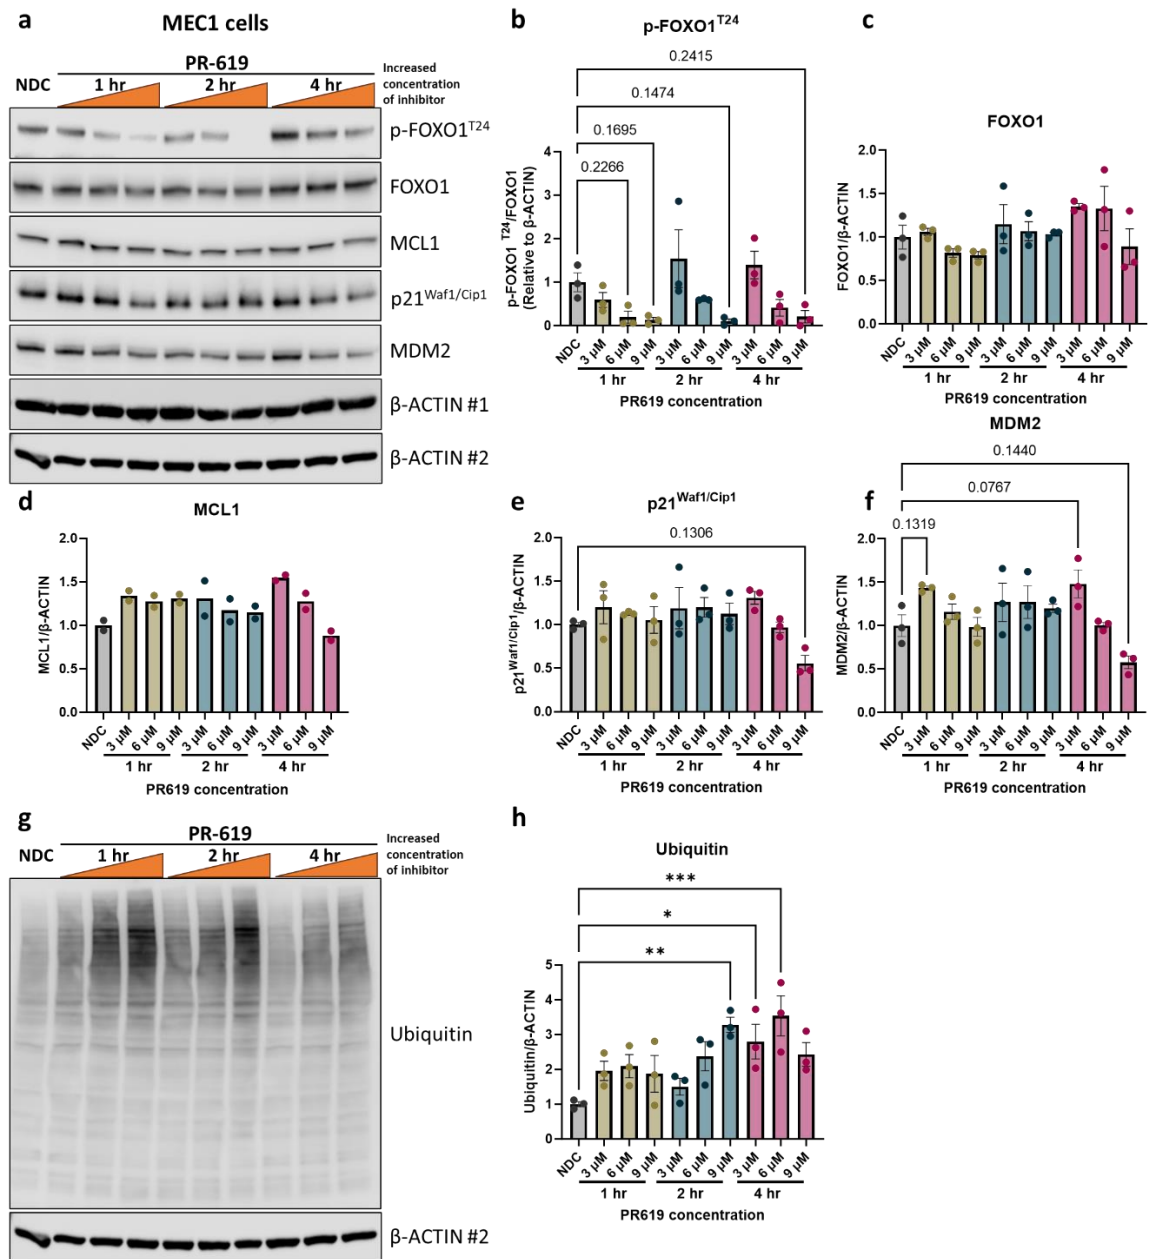 a
MEC1 cells
PR-619
NDC
1 hr
2 hr
4 hr
Increased
concentration
of inhibitor
p-FOXO1T24
FOXO1
MCL1
p21Waf1/Cip1
MDM2
β-ACTIN #1
β-ACTIN #2
b
p-FOXO1T24
0.2415
0.1474
0.1695
0.2266
p-FOXO1 T24/FOXO1
(Relative to β-ACTIN)
4
3
2
1
0
NDC
3 µM
6 µM
9 µM
3 µM
6 µM
9 µM
3 µM
6 µM
9 µM
1 hr
2 hr
4 hr
PR619 concentration
c
FOXO1
FOXO1/β-ACTIN
2.0
1.5
1.0
0.5
0.0
NDC
3 µM
6 µM
9 µM
3 µM
6 µM
9 µM
3 µM
6 µM
9 µM
1 hr
2 hr
4 hr
PR619 concentration
d
MCL1
MCL1/β-ACTIN
2.0
1.5
1.0
0.5
0.0
NDC
3 µM
6 µM
9 µM
3 µM
6 µM
9 µM
3 µM
6 µM
9 µM
1 hr
2 hr
4 hr
PR619 concentration
e
p21Waf1/Cip1
0.1306
p21Waf1/Cip1/β-ACTIN
2.0
1.5
1.0
0.5
0.0
NDC
3 µM
6 µM
9 µM
3 µM
6 µM
9 µM
3 µM
6 µM
9 µM
1 hr
2 hr
4 hr
PR619 concentration
f
MDM2
0.1440
0.0767
0.1319
MDM2/β-ACTIN
2.0
1.5
1.0
0.5
0.0
NDC
3 µM
6 µM
9 µM
3 µM
6 µM
9 µM
3 µM
6 µM
9 µM
1 hr
2 hr
4 hr
PR619 concentration
g
PR-619
NDC
1 hr
2 hr
4 hr
Increased
concentration
of inhibitor
Ubiquitin
β-ACTIN #2
h
Ubiquitin
***
*
**
Ubiquitin/β-ACTIN
5
4
3
2
1
0
NDC
3 µM
6 µM
9 µM
3 µM
6 µM
9 µM
3 µM
6 µM
9 µM
1 hr
2 hr
4 hr
PR619 concentration